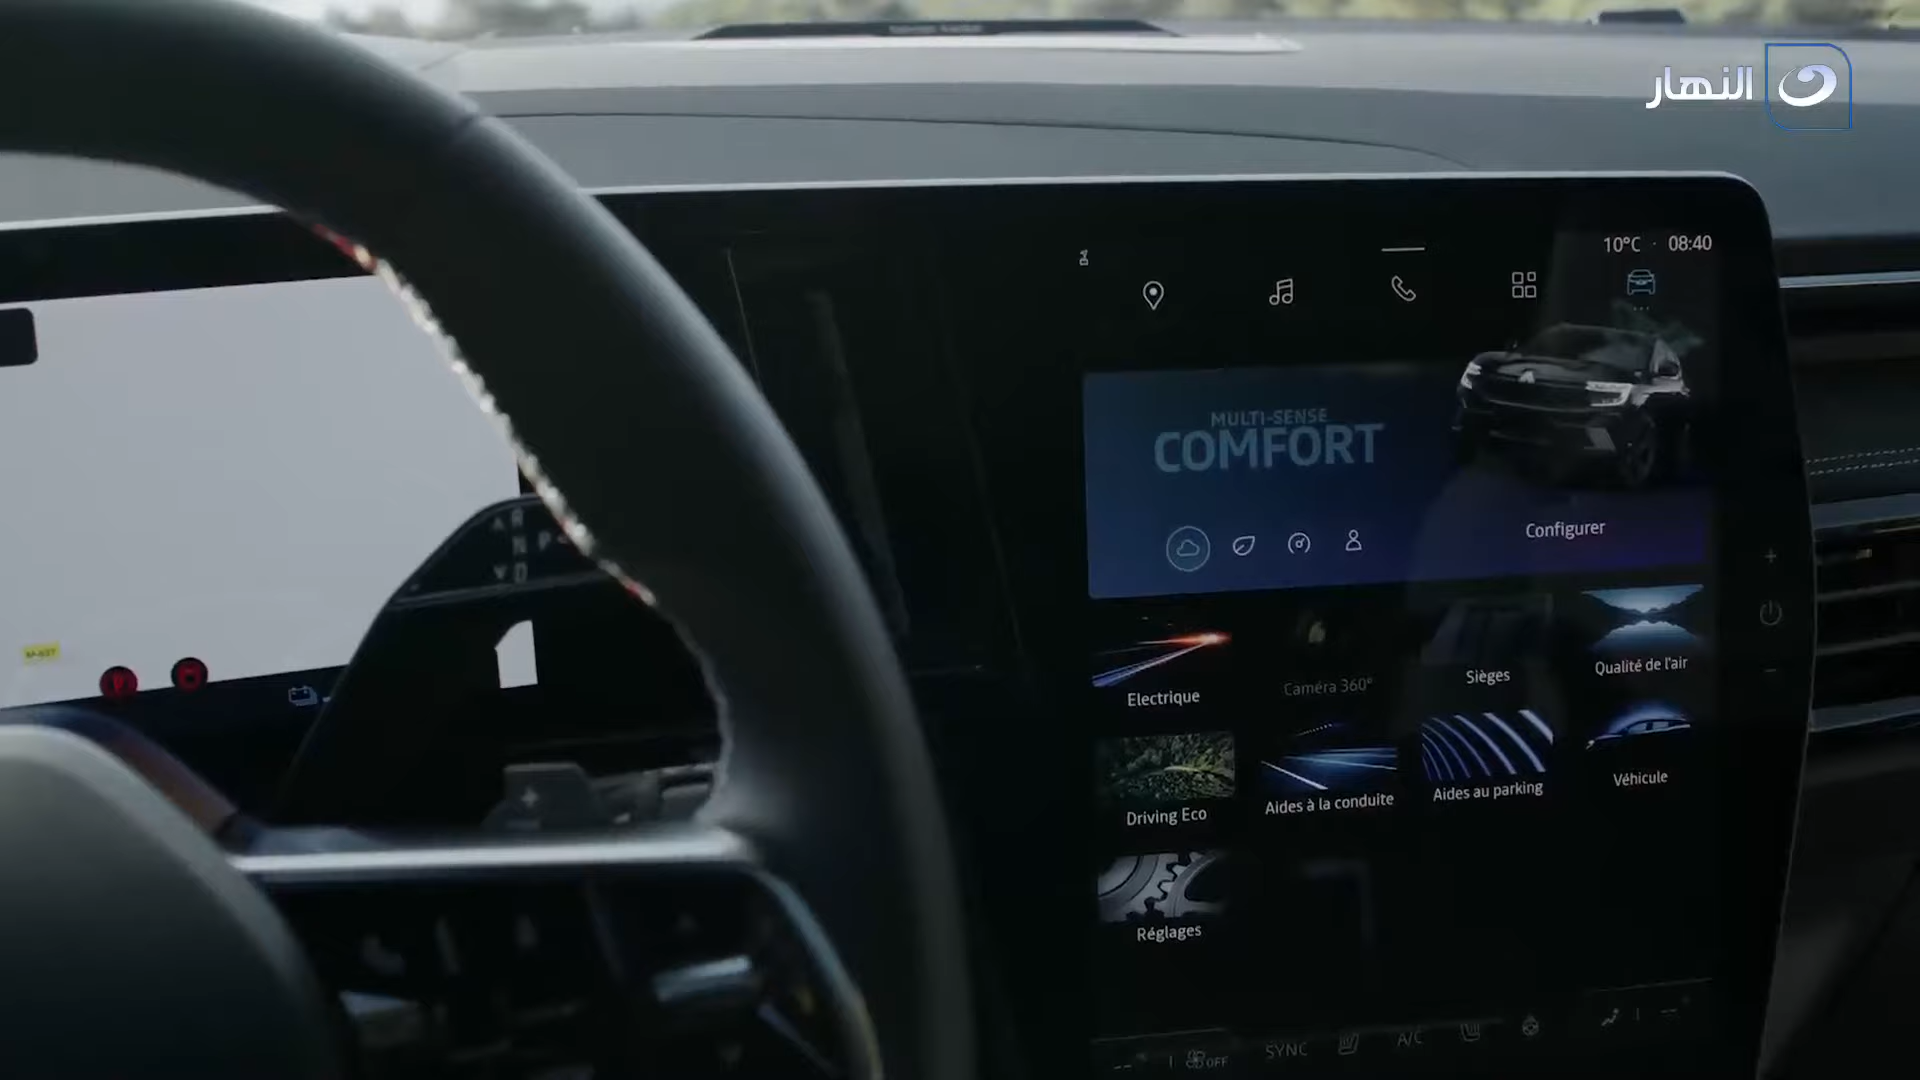 النهار
10°C · 08:40
MULTI-SENSE
COMFORT
Configurer
Electrique
Caméra 360°
Sièges
Qualité de l'air
Driving Eco
Aides à la conduite
Aides au parking
Véhicule
Réglages
R
N P
D
OFF
SYNC
A/C